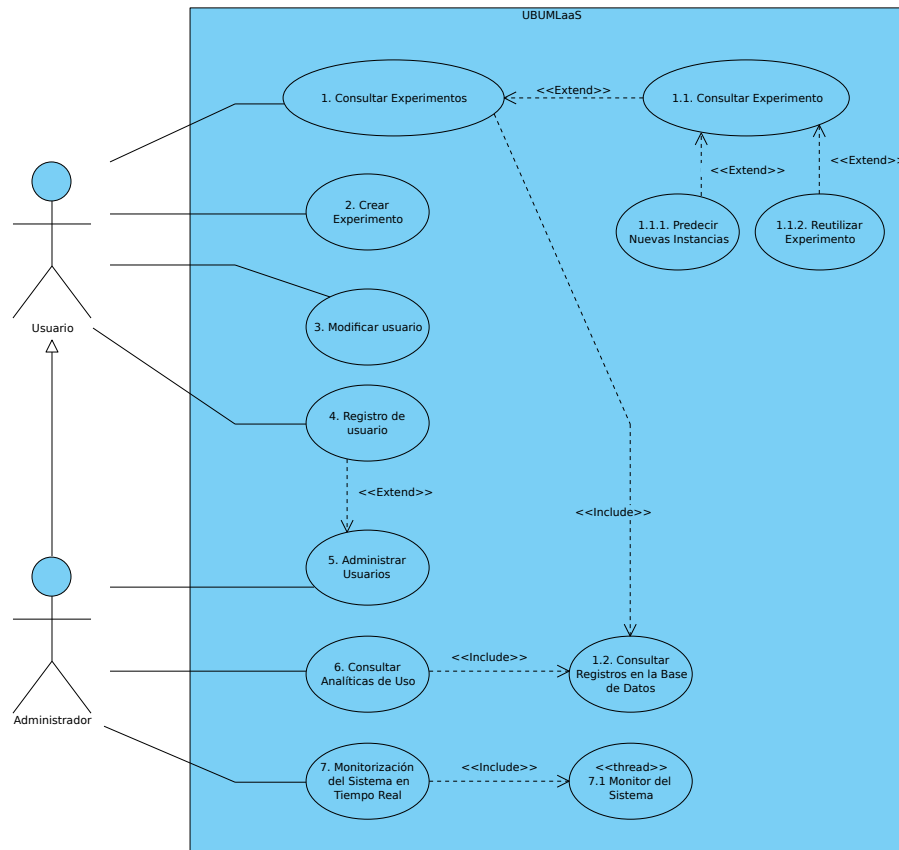 UBUMLaaS
1. Consultar Experimentos
<<Extend>>
1.1. Consultar Experimento
<<Extend>>
<<Extend>>
2. Crear
Experimento
1.1.1. Predecir
Nuevas Instancias
1.1.2. Reutilizar
Experimento
Usuario
3. Modificar usuario
4. Registro de
usuario
<<Extend>>
<<Include>>
5. Administrar
Usuarios
6. Consultar
Analíticas de Uso
<<Include>>
1.2. Consultar
Registros en la Base
de Datos
Administrador
7. Monitorización
del Sistema en
Tiempo Real
<<Include>>
<<thread>>
7.1 Monitor del
Sistema